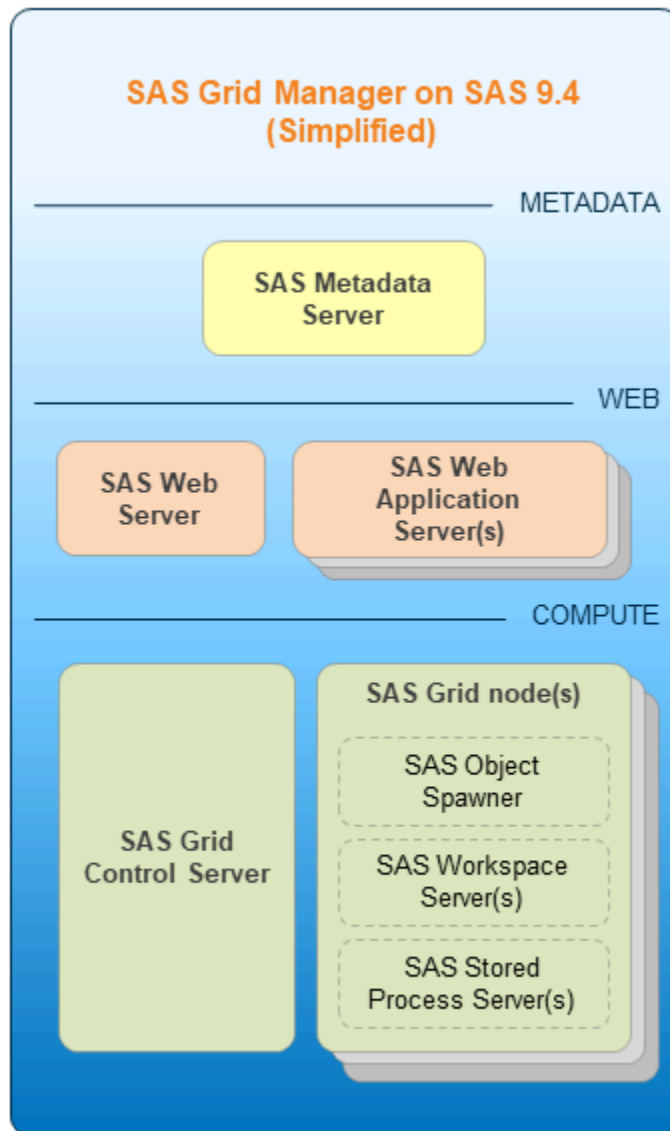 SAS Grid Manager on SAS 9.4
(Simplified)
METADATA
SAS Metadata
Server
WEB
SAS Web
Server
SAS Web
Application
Server(s)
COMPUTE
SAS Grid
Control Server
SAS Grid node(s)
SAS Object
Spawner
SAS Workspace
Server(s)
SAS Stored
Process Server(s)